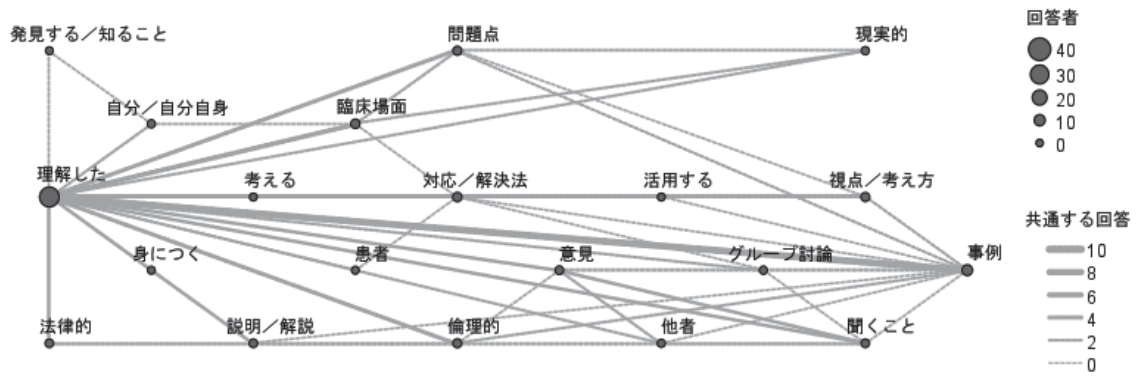 発見する／知ること
問題点
現実的
自分／自分自身
臨床場面
理解した
考える
対応／解決法
活用する
視点／考え方
身につく
患者
意見
グループ討論
事例
法律的
説明／解説
倫理的
他者
聞くこと
回答者
40
30
20
10
0
共通する回答
10
8
6
4
2
0